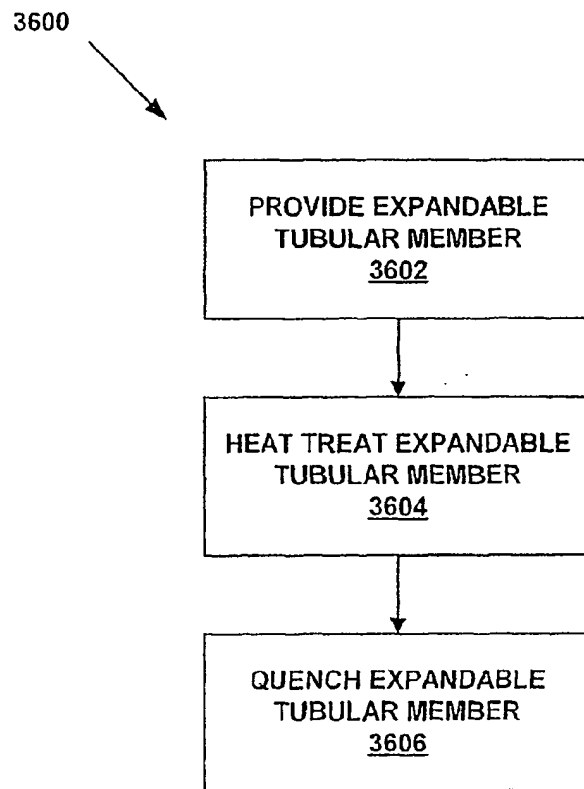 3600
PROVIDE EXPANDABLE
TUBULAR MEMBER
3602
HEAT TREAT EXPANDABLE
TUBULAR MEMBER
3604
QUENCH EXPANDABLE
TUBULAR MEMBER
3606